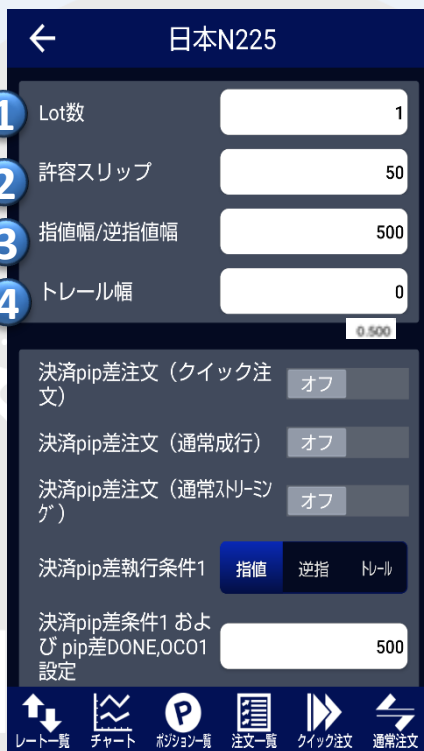 日本N225
1 Lot数 1
2 許容スリップ 50
3 指値幅/逆指値幅 500
4 トレール幅 0
0.500
決済pip差注文（クイック注
文） オフ
決済pip差注文（通常成行） オフ
決済pip差注文（通常ｽﾄﾘｰﾐﾝ
ｸﾞ） オフ
決済pip差執行条件1 指値 逆指 ﾄﾚｰﾙ
決済pip差条件1 およ
び pip差DONE,OCO1
設定 500
レート一覧 チャート ポジション一覧 注文一覧 クイック注文 通常注文